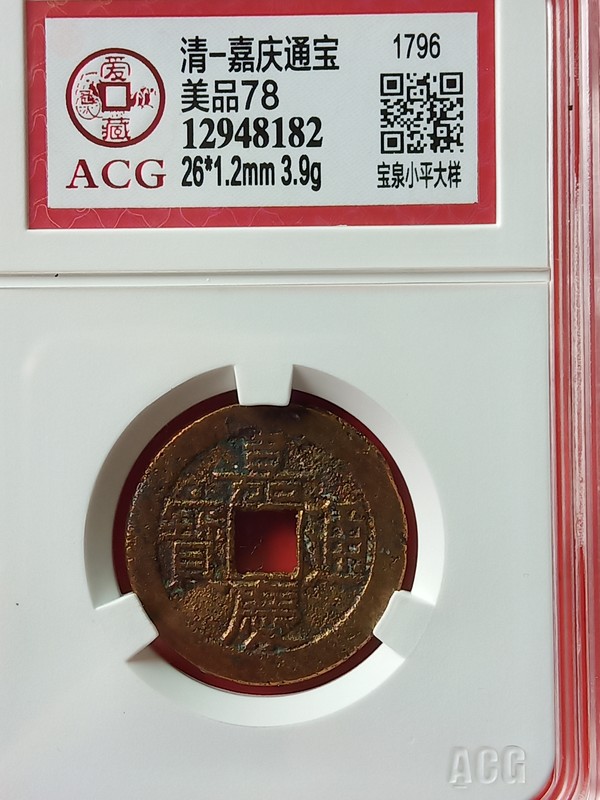 爱
藏
ACG
清-嘉庆通宝
美品78
12948182
26*1.2mm 3.9g
1796
宝泉小平大样
嘉
慶
通
寶
ACG